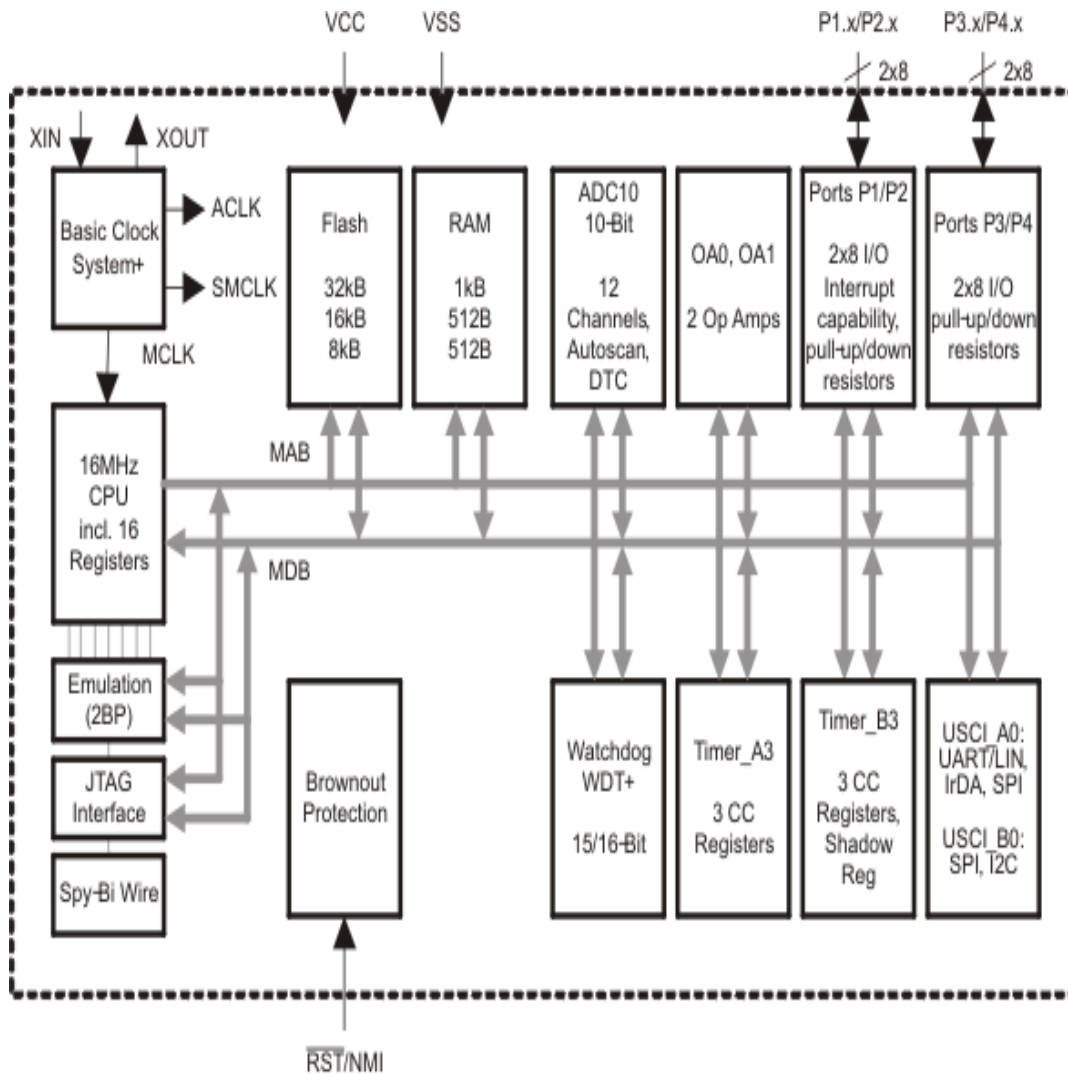 VCC
VSS
P1.x/P2.x
P3.x/P4.x
2x8
2x8
XIN
XOUT
Basic Clock
System+
ACLK
SMCLK
MCLK
Flash
32kB
16kB
8kB
RAM
1kB
512B
512B
ADC10
10-Bit
12
Channels,
Autoscan,
DTC
OA0, OA1
2 Op Amps
Ports P1/P2
2x8 I/O
Interrupt
capability,
pull-up/down
resistors
Ports P3/P4
2x8 I/O
pull-up/down
resistors
16MHz
CPU
incl. 16
Registers
MAB
MDB
Emulation
(2BP)
JTAG
Interface
Spy-Bi Wire
Brownout
Protection
Watchdog
WDT+
15/16-Bit
Timer_A3
3 CC
Registers
Timer_B3
3 CC
Registers,
Shadow
Reg
USCI_A0:
UART/LIN,
IrDA, SPI
USCI_B0:
SPI, I2C
RST/NMI